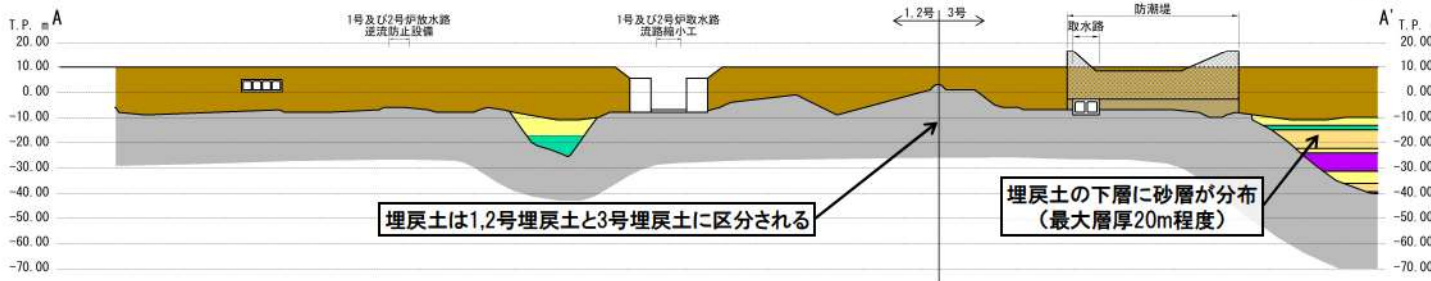 T.P. m A
1号及び2号炉放水路
逆流防止設備
1号及び2号炉取水路
流路縮小工
1,2号 3号
防潮堤
取水路
A' T.P. m
20.00 20.00
10.00 10.00
0.00 0.00
-10.00 -10.00
-20.00 -20.00
-30.00 -30.00
-40.00 -40.00
-50.00 -50.00
-60.00 -60.00
-70.00 -70.00
埋戻土は1,2号埋戻土と3号埋戻土に区分される
埋戻土の下層に砂層が分布
(最大層厚20m程度)